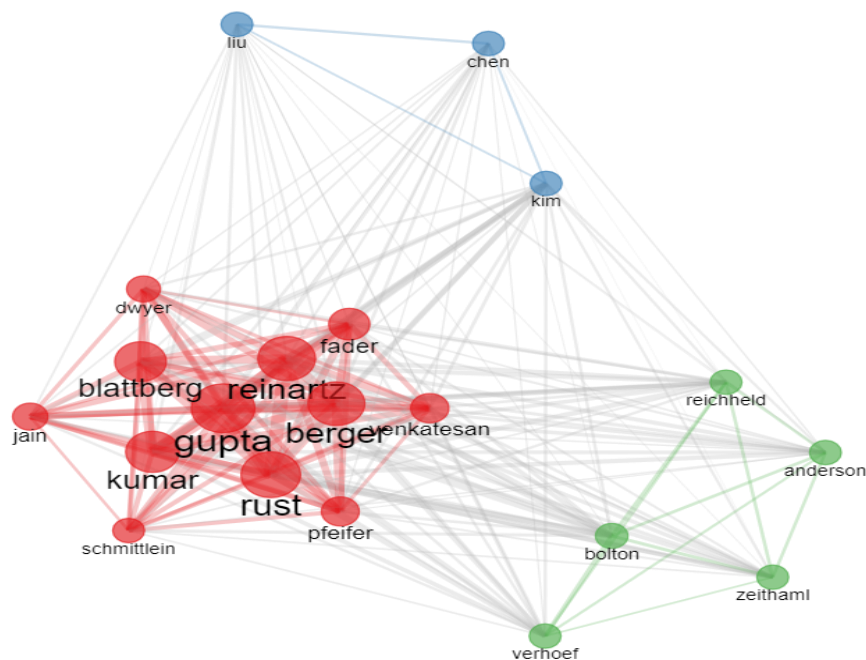 liu
chen
kim
dwyer
fader
blattberg
reinartz
reichheld
jain
gupta
berger
venkatesan
kumar
anderson
rust
pfeifer
schmittlein
bolton
zeithaml
verhoef